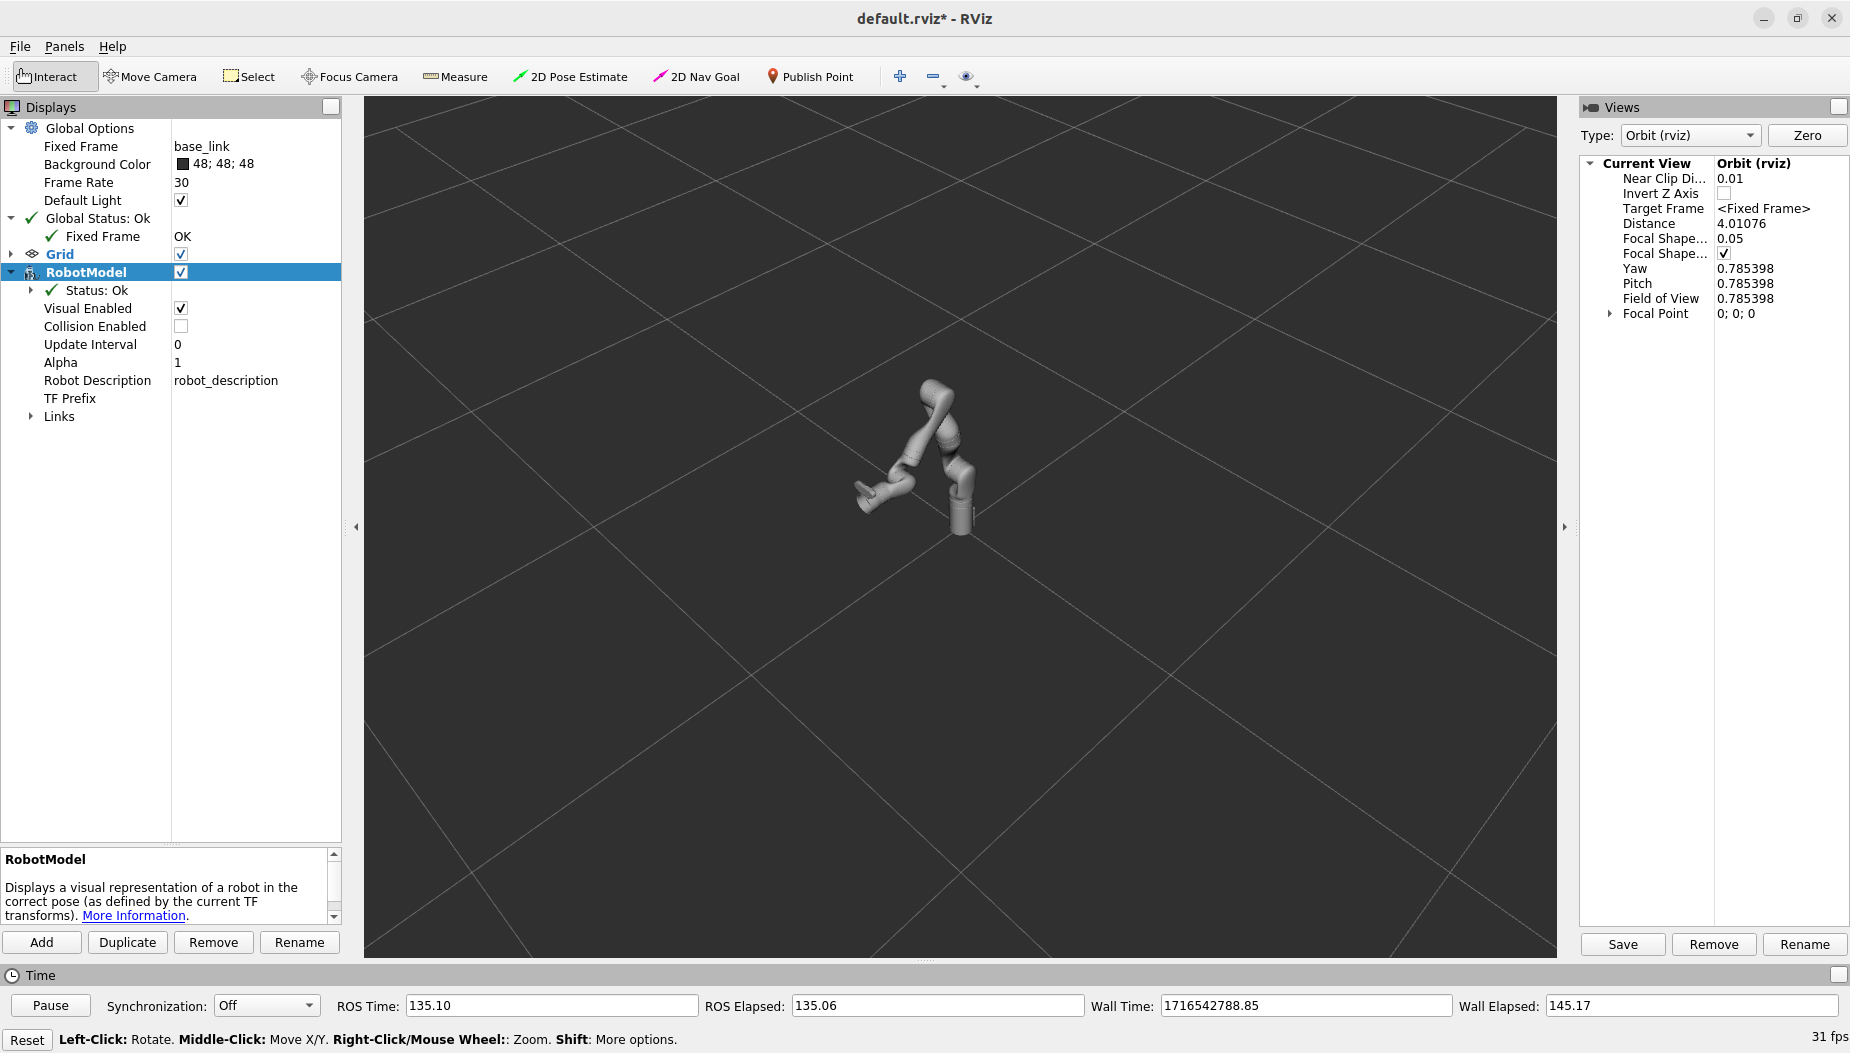 default.rviz* - RViz
File Panels Help
Interact Move Camera Select Focus Camera Measure 2D Pose Estimate 2D Nav Goal Publish Point
Displays
Global Options
Fixed Frame base_link
Background Color 48; 48; 48
Frame Rate 30
Default Light
Global Status: Ok
Fixed Frame OK
Grid
RobotModel
Status: Ok
Visual Enabled
Collision Enabled
Update Interval 0
Alpha 1
Robot Description robot_description
TF Prefix
Links
RobotModel
Displays a visual representation of a robot in the
correct pose (as defined by the current TF
transforms). More Information.
Add Duplicate Remove Rename
Views
Type: Orbit (rviz) Zero
Current View Orbit (rviz)
Near Clip Di... 0.01
Invert Z Axis
Target Frame <Fixed Frame>
Distance 4.01076
Focal Shape... 0.05
Focal Shape...
Yaw 0.785398
Pitch 0.785398
Field of View 0.785398
Focal Point 0; 0; 0
Save Remove Rename
Time
Pause Synchronization: Off ROS Time: 135.10 ROS Elapsed: 135.06 Wall Time: 1716542788.85 Wall Elapsed: 145.17
Reset Left-Click: Rotate. Middle-Click: Move X/Y. Right-Click/Mouse Wheel:: Zoom. Shift: More options. 31 fps